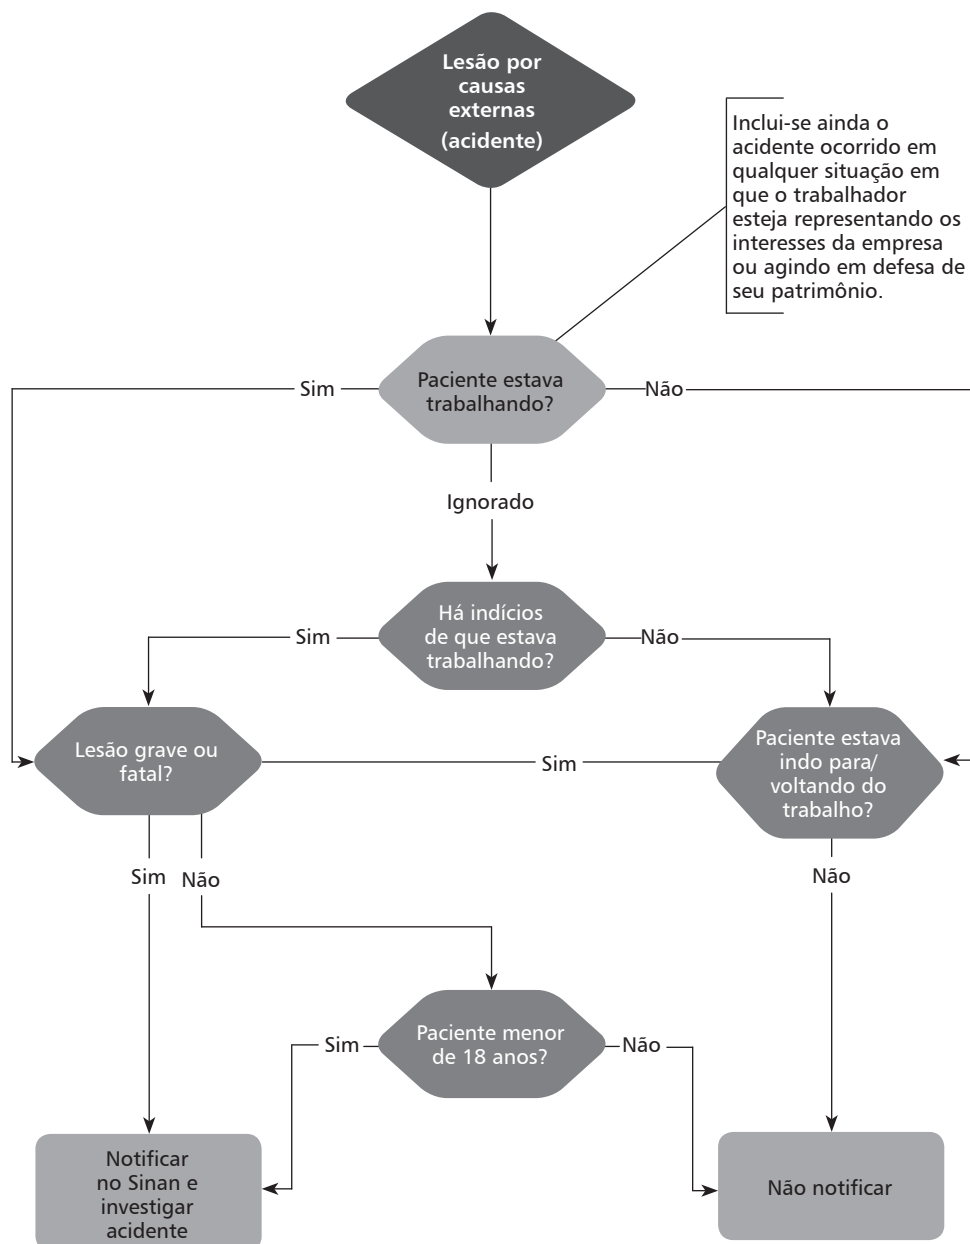 Lesão por
causas
externas
(acidente)
Inclui-se ainda o
acidente ocorrido em
qualquer situação em
que o trabalhador
esteja representando os
interesses da empresa
ou agindo em defesa de
seu patrimônio.
Sim
Paciente estava
trabalhando?
Não
Ignorado
Sim
Há indícios
de que estava
trabalhando?
Não
Lesão grave ou
fatal?
Sim
Paciente estava
indo para/
voltando do
trabalho?
Sim
Não
Não
Sim
Paciente menor
de 18 anos?
Não
Notificar
no Sinan e
investigar
acidente
Não notificar